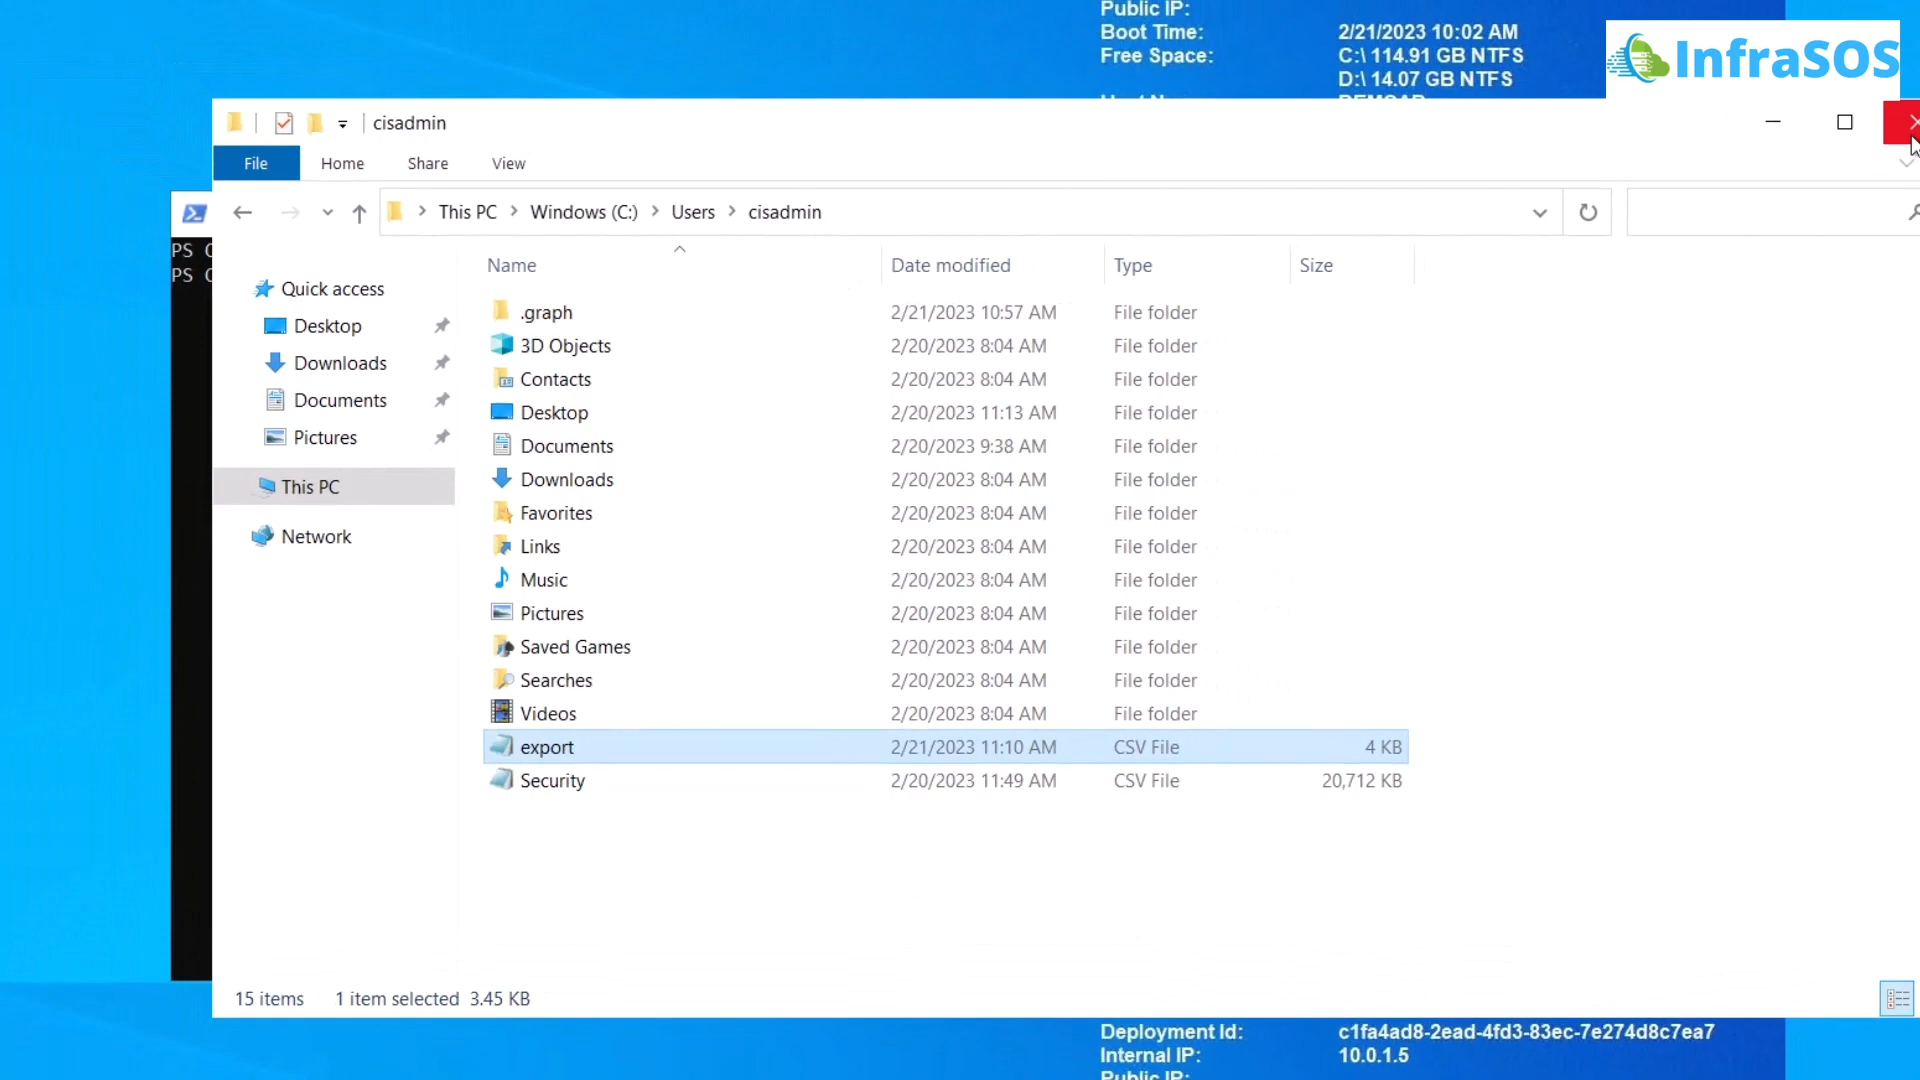 Public IP:
Boot Time: 2/21/2023 10:02 AM
Free Space: C:\ 114.91 GB NTFS
D:\ 14.07 GB NTFS
InfraSOS
cisadmin
File Home Share View
This PC > Windows (C:) > Users > cisadmin
PS C
PS C
Name Date modified Type Size
Quick access
Desktop
Downloads
Documents
Pictures
This PC
Network
.graph 2/21/2023 10:57 AM File folder
3D Objects 2/20/2023 8:04 AM File folder
Contacts 2/20/2023 8:04 AM File folder
Desktop 2/20/2023 11:13 AM File folder
Documents 2/20/2023 9:38 AM File folder
Downloads 2/20/2023 8:04 AM File folder
Favorites 2/20/2023 8:04 AM File folder
Links 2/20/2023 8:04 AM File folder
Music 2/20/2023 8:04 AM File folder
Pictures 2/20/2023 8:04 AM File folder
Saved Games 2/20/2023 8:04 AM File folder
Searches 2/20/2023 8:04 AM File folder
Videos 2/20/2023 8:04 AM File folder
export 2/21/2023 11:10 AM CSV File 4 KB
Security 2/20/2023 11:49 AM CSV File 20,712 KB
15 items 1 item selected 3.45 KB
Deployment Id: c1fa4ad8-2ead-4fd3-83ec-7e274d8c7ea7
Internal IP: 10.0.1.5
Public IP: